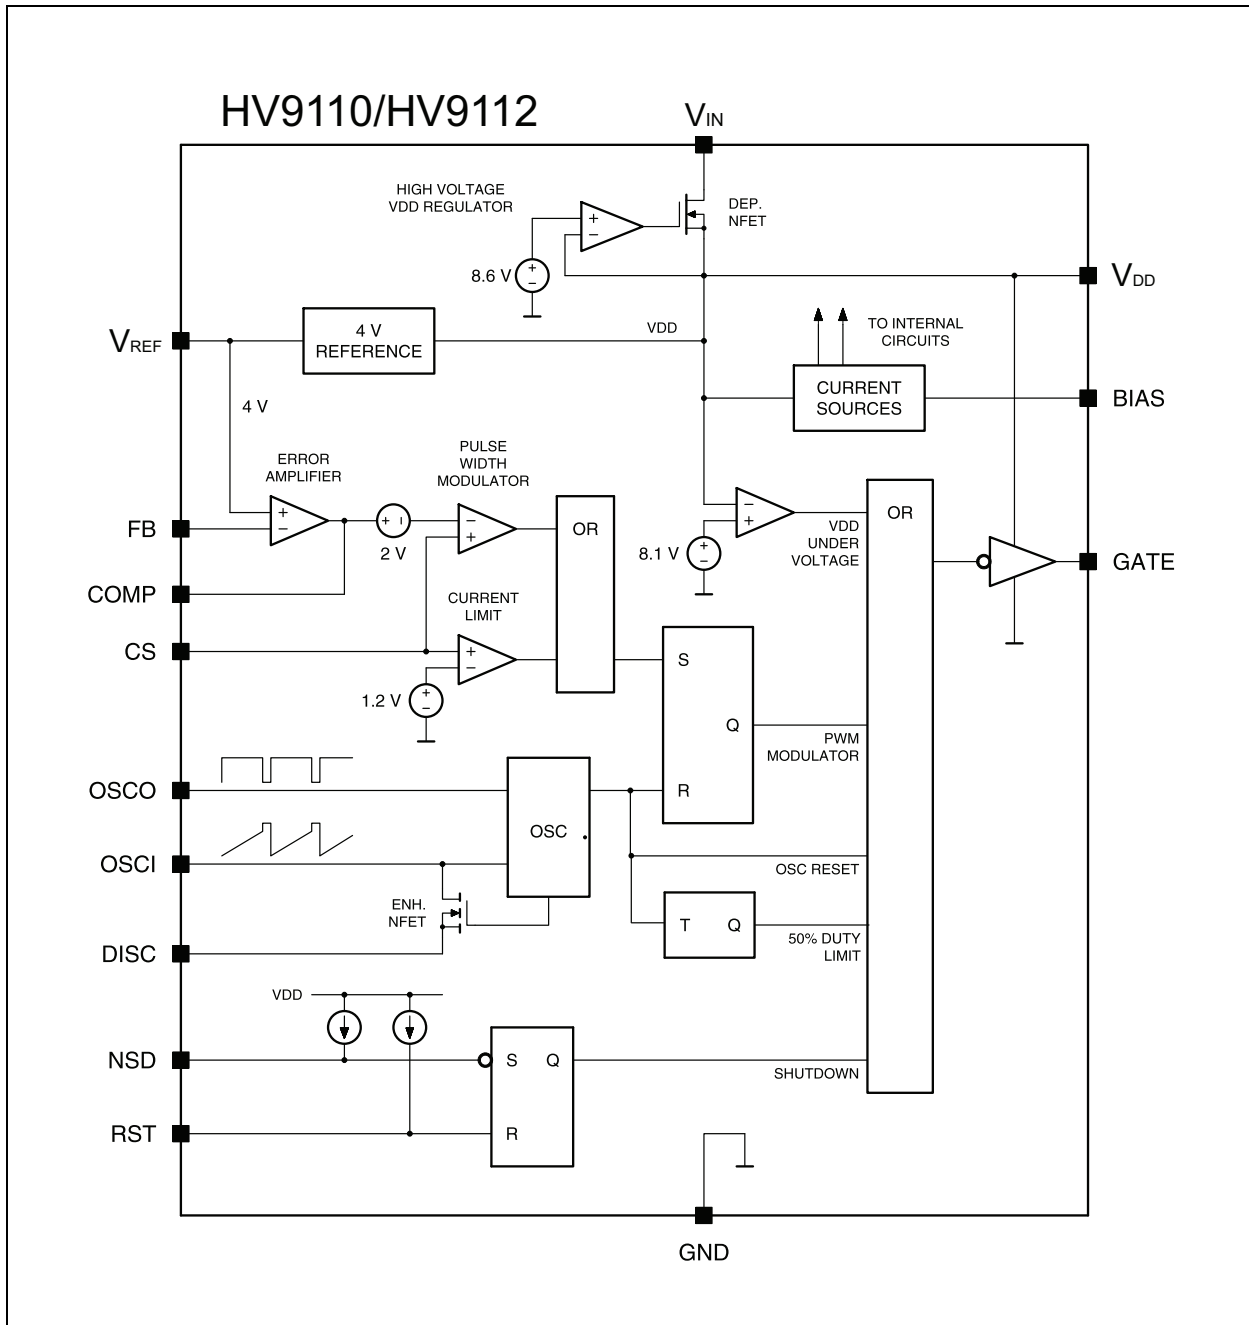 HV9110/HV9112
VIN
HIGH VOLTAGE
VDD REGULATOR
+
−
DEP.
NFET
8.6 V
+
−
VDD
VREF
4 V
REFERENCE
VDD
TO INTERNAL
CIRCUITS
4 V
CURRENT
SOURCES
BIAS
ERROR
AMPLIFIER
PULSE
WIDTH
MODULATOR
+
−
+ −
2 V
−
+
OR
−
+
VDD
UNDER
VOLTAGE
OR
FB
8.1 V
+
−
GATE
COMP
CURRENT
LIMIT
CS
+
−
1.2 V
+
−
S
Q
R
PWM
MODULATOR
OSCO
OSC
OSCI
OSC RESET
ENH.
NFET
T Q
50% DUTY
LIMIT
DISC
VDD
NSD
S Q
R
SHUTDOWN
RST
GND